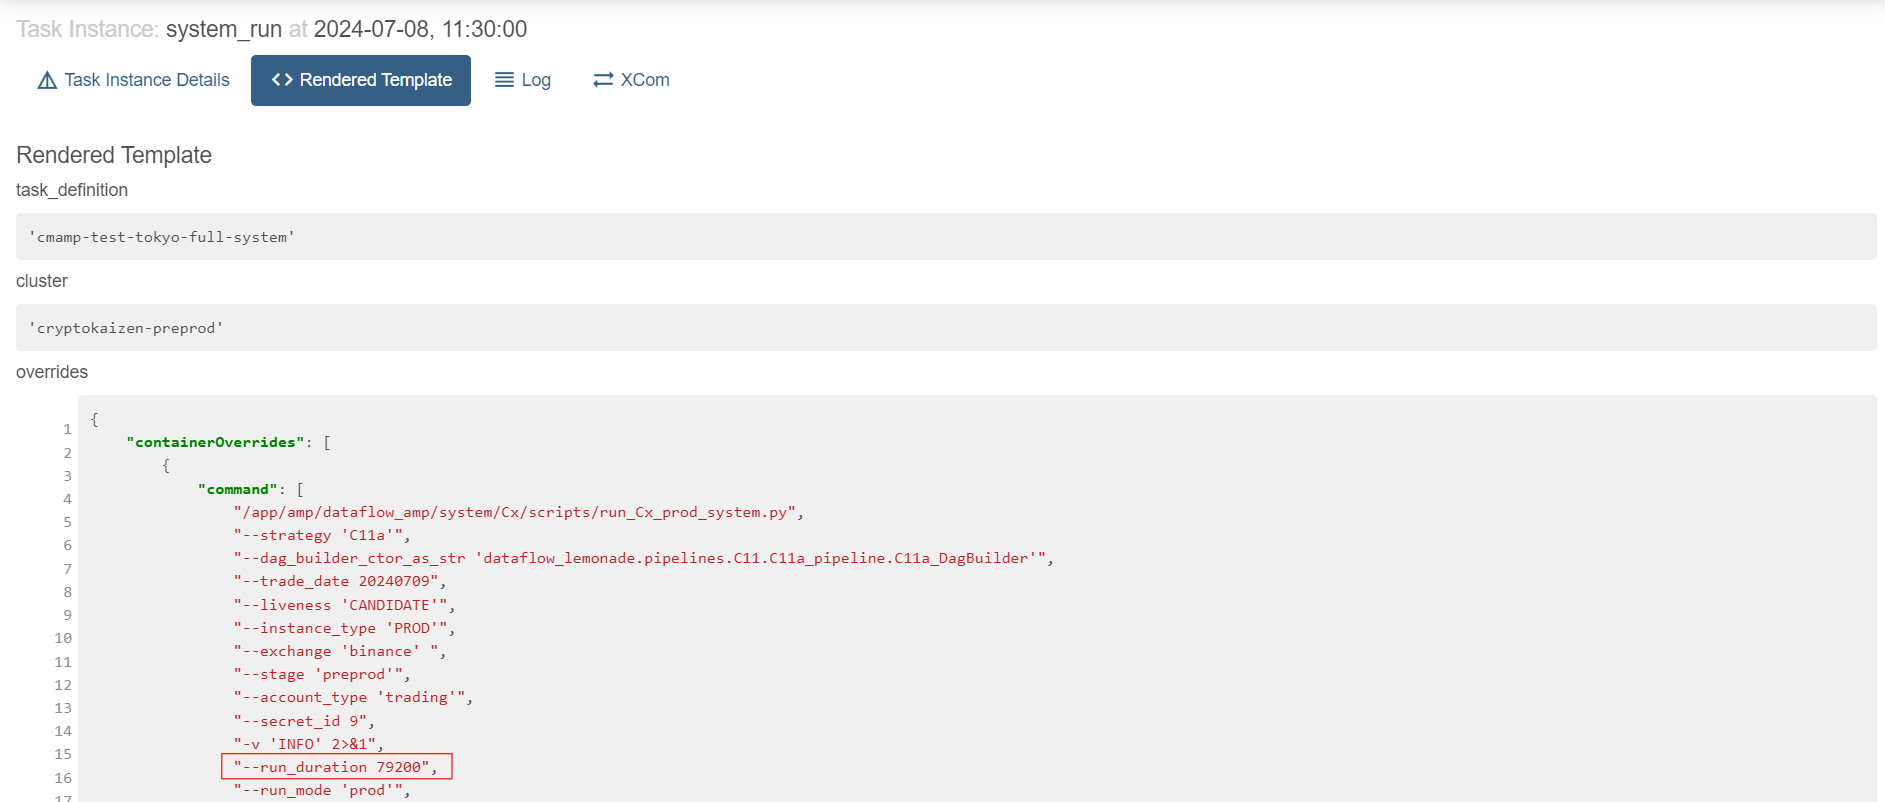 Task Instance: system_run at 2024-07-08, 11:30:00
Task Instance Details
<> Rendered Template
Log
XCom
Rendered Template
task_definition
'cmamp-test-tokyo-full-system'
cluster
'cryptokaizen-preprod'
overrides
1 {
2 "containerOverrides": [
3 {
4 "command": [
5 "/app/amp/dataflow_amp/system/Cx/scripts/run_Cx_prod_system.py",
6 "--strategy 'C11a'",
7 "--dag_builder_ctor_as_str 'dataflow_lemonade.pipelines.C11.C11a_pipeline.C11a_DagBuilder'",
8 "--trade_date 20240709",
9 "--liveness 'CANDIDATE'",
10 "--instance_type 'PROD'",
11 "--exchange 'binance' ",
12 "--stage 'preprod'",
13 "--account_type 'trading'",
14 "--secret_id 9",
15 "-v 'INFO' 2>&1",
16 "--run_duration 79200",
17 "--run_mode 'prod'",